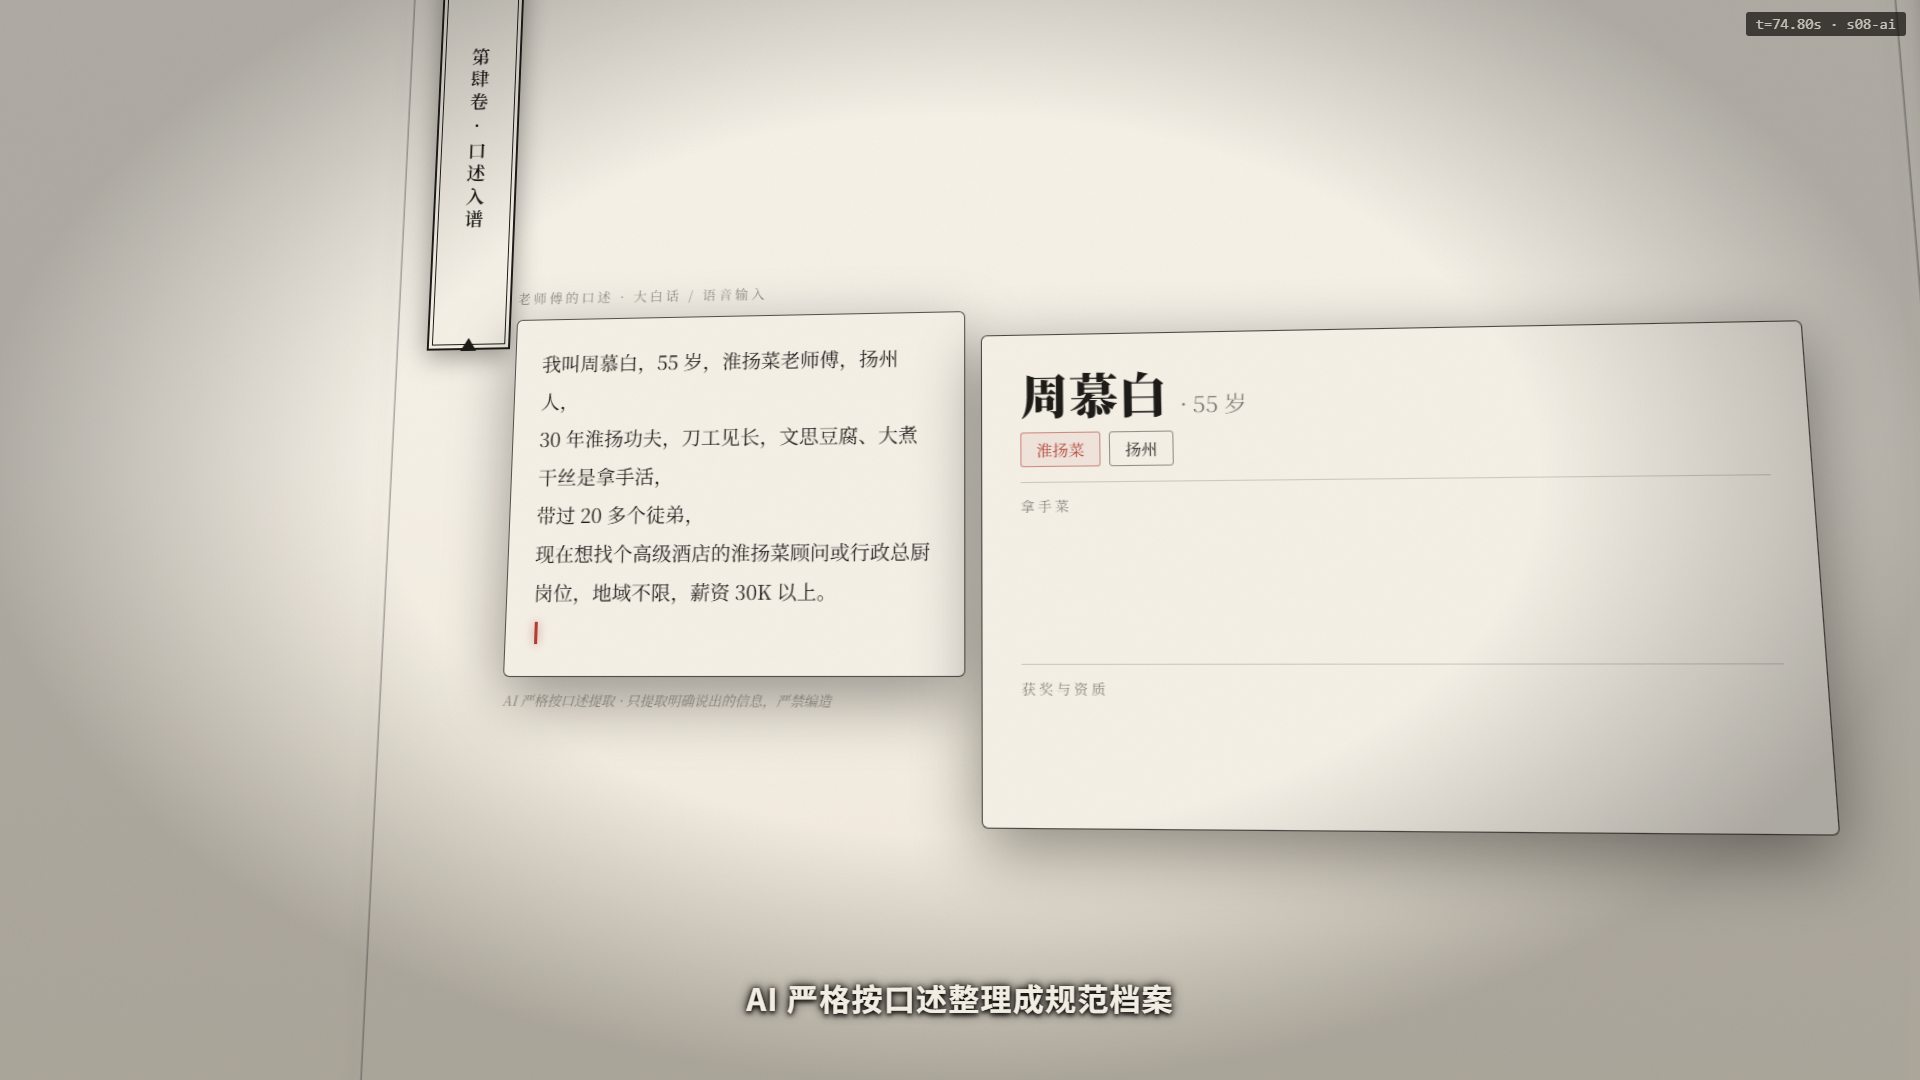 t=74.80s · s08-ai
第肆卷·口述入谱
老师傅的口述 · 大白话 / 语音输入
我叫周慕白，55 岁，淮扬菜老师傅，扬州
人，
30 年淮扬功夫，刀工见长，文思豆腐、大煮
干丝是拿手活，
带过 20 多个徒弟，
现在想找个高级酒店的淮扬菜顾问或行政总厨
岗位，地域不限，薪资 30K 以上。
AI 严格按口述提取 · 只提取明确说出的信息，严禁编造
周慕白 · 55 岁
淮扬菜 扬州
拿手菜
获奖与资质
AI 严格按口述整理成规范档案